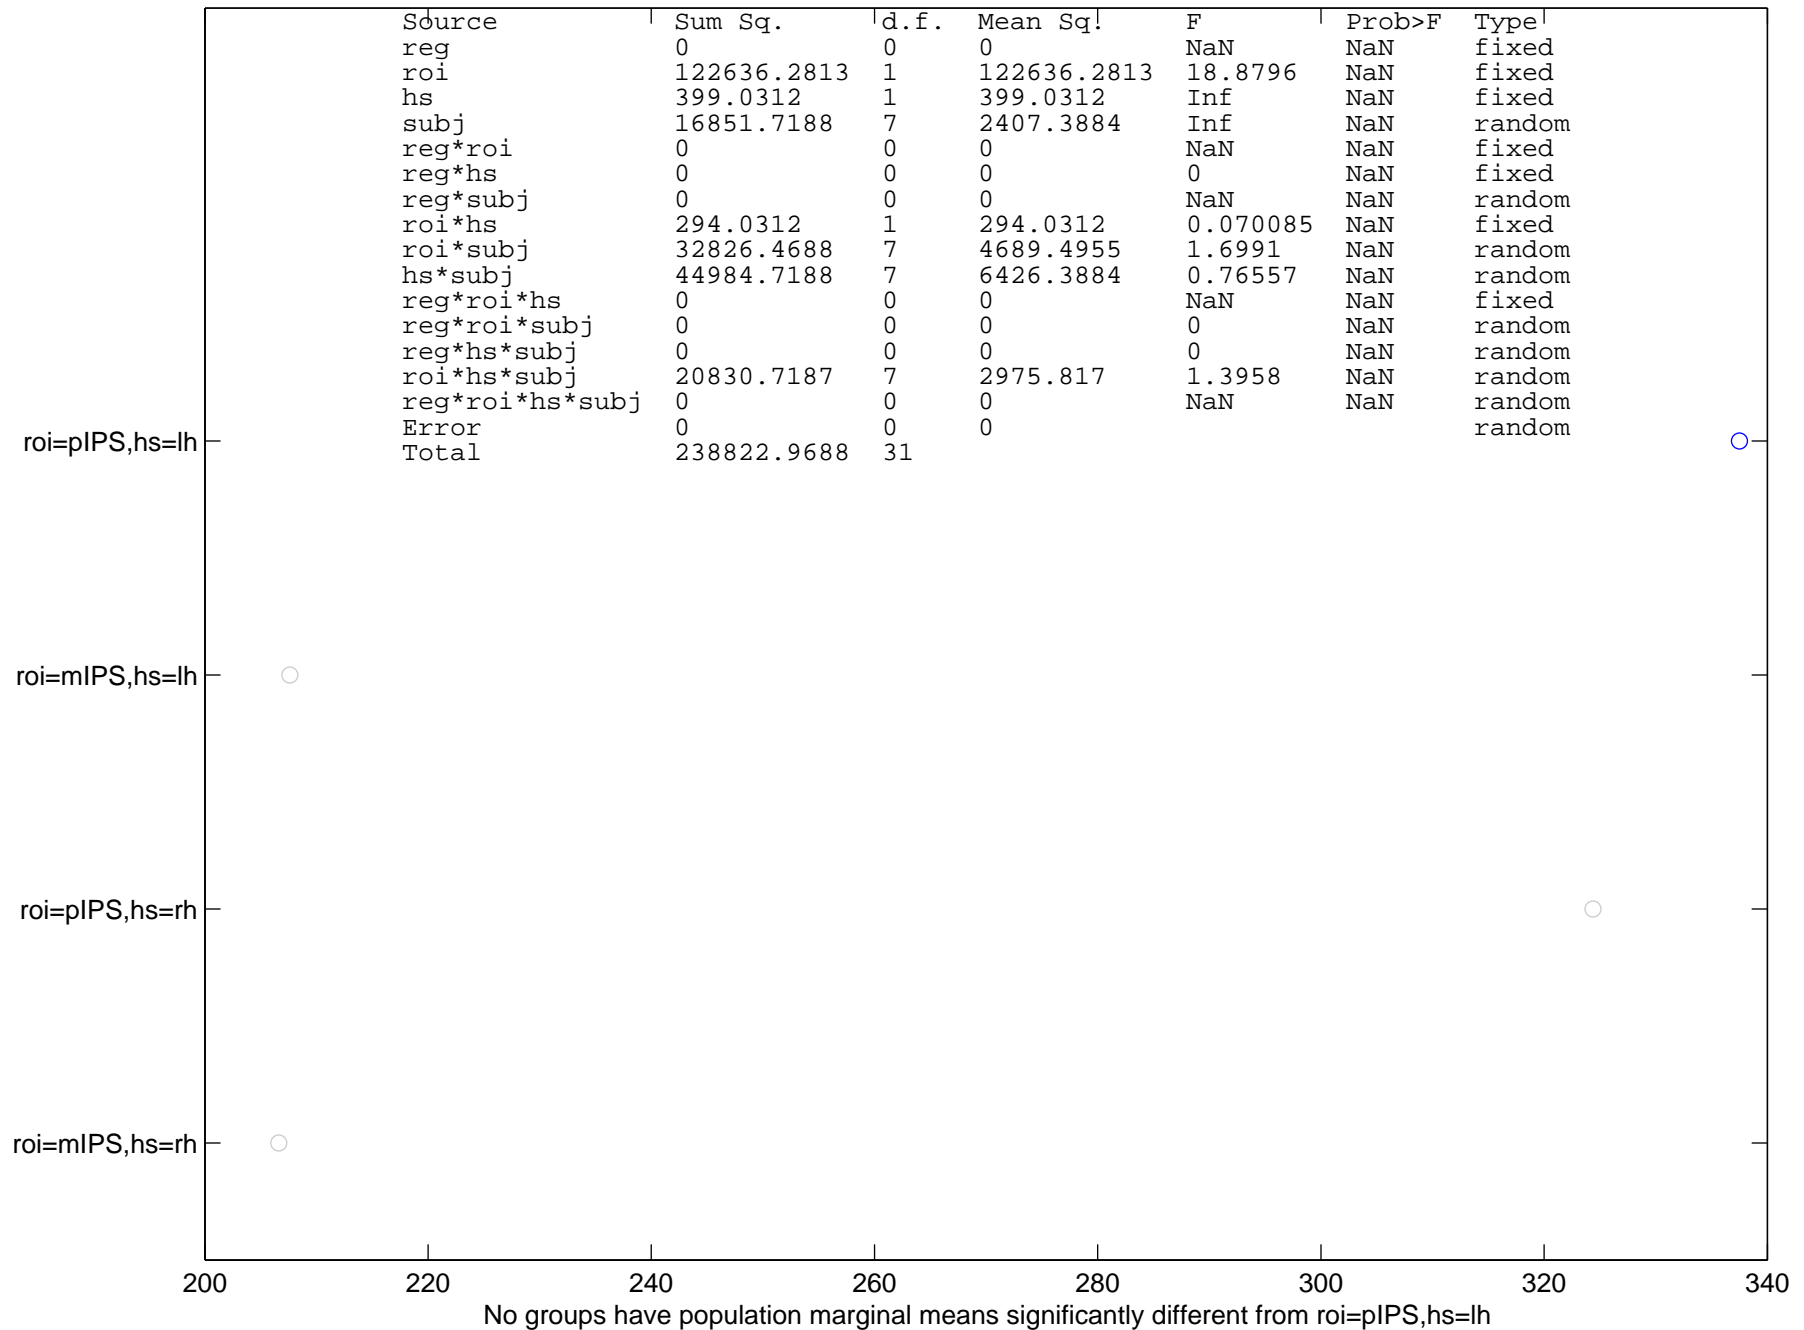 Source Sum Sq. d.f. Mean Sq. F Prob>F Type
reg 0 0 0 NaN NaN fixed
roi 122636.2813 1 122636.2813 18.8796 NaN fixed
hs 399.0312 1 399.0312 Inf NaN fixed
subj 16851.7188 7 2407.3884 Inf NaN random
reg*roi 0 0 0 NaN NaN fixed
reg*hs 0 0 0 0 NaN fixed
reg*subj 0 0 0 NaN NaN random
roi*hs 294.0312 1 294.0312 0.070085 NaN fixed
roi*subj 32826.4688 7 4689.4955 1.6991 NaN random
hs*subj 44984.7188 7 6426.3884 0.76557 NaN random
reg*roi*hs 0 0 0 NaN NaN fixed
reg*roi*subj 0 0 0 0 NaN random
reg*hs*subj 0 0 0 0 NaN random
roi*hs*subj 20830.7187 7 2975.817 1.3958 NaN random
reg*roi*hs*subj 0 0 0 NaN NaN random
Error 0 0 0 random
Total 238822.9688 31
roi=pIPS,hs=lh
roi=mIPS,hs=lh
roi=pIPS,hs=rh
roi=mIPS,hs=rh
200 220 240 260 280 300 320 340
No groups have population marginal means significantly different from roi=pIPS,hs=lh